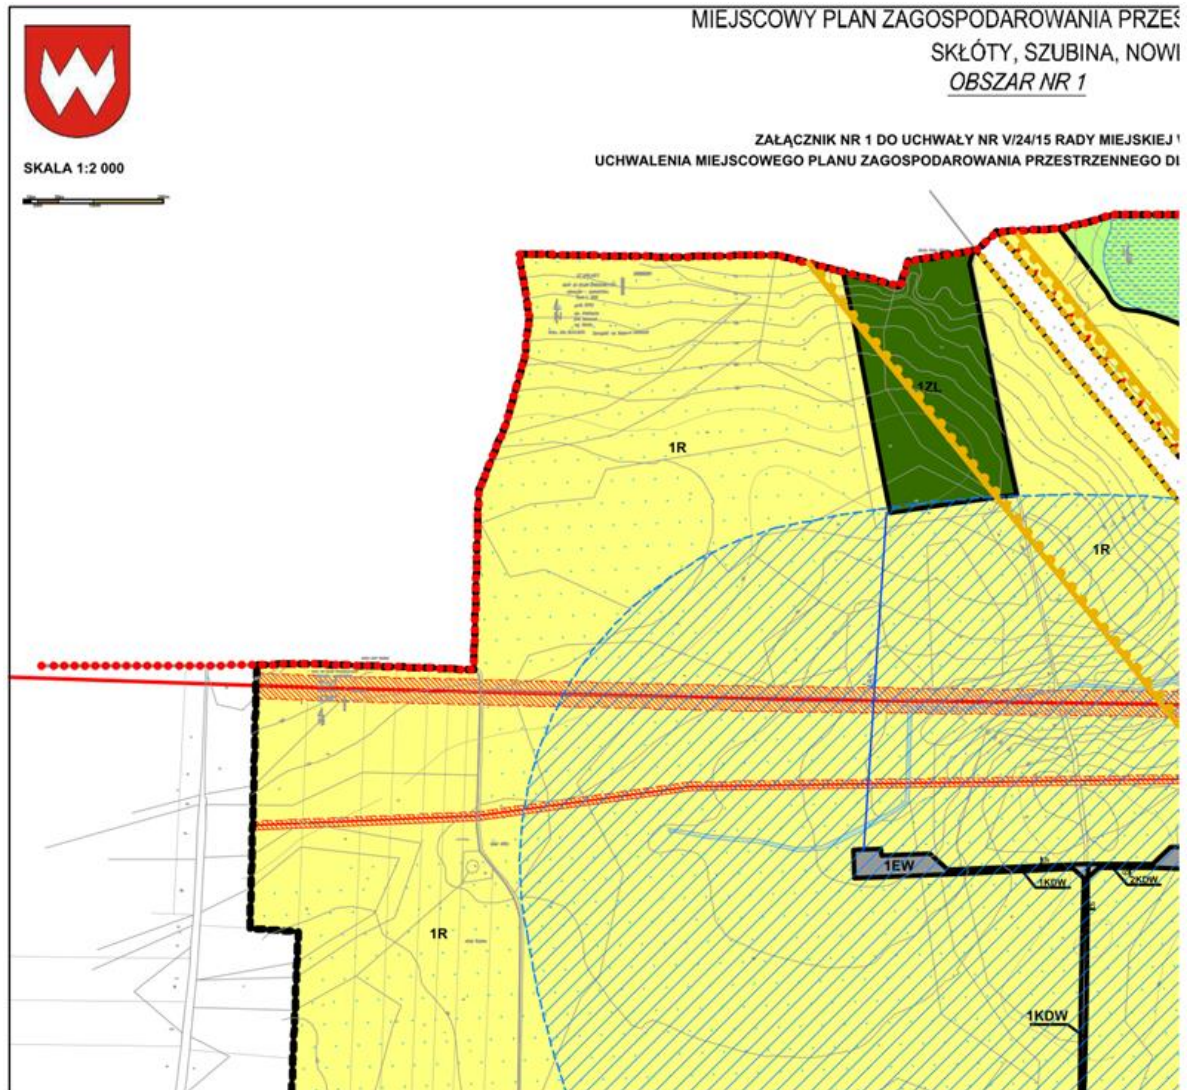 MIEJSCOWY PLAN ZAGOSPODAROWANIA PRZES
SKŁÓTY, SZUBINA, NOWI
OBSZAR NR 1
SKALA 1:2 000
ZAŁĄCZNIK NR 1 DO UCHWAŁY NR V/24/15 RADY MIEJSKIEJ
UCHWALENIA MIEJSCOWEGO PLANU ZAGOSPODAROWANIA PRZESTRZENNEGO
1ZL
1R
1R
1EW
1KDW
2KDW
1R
1KDW